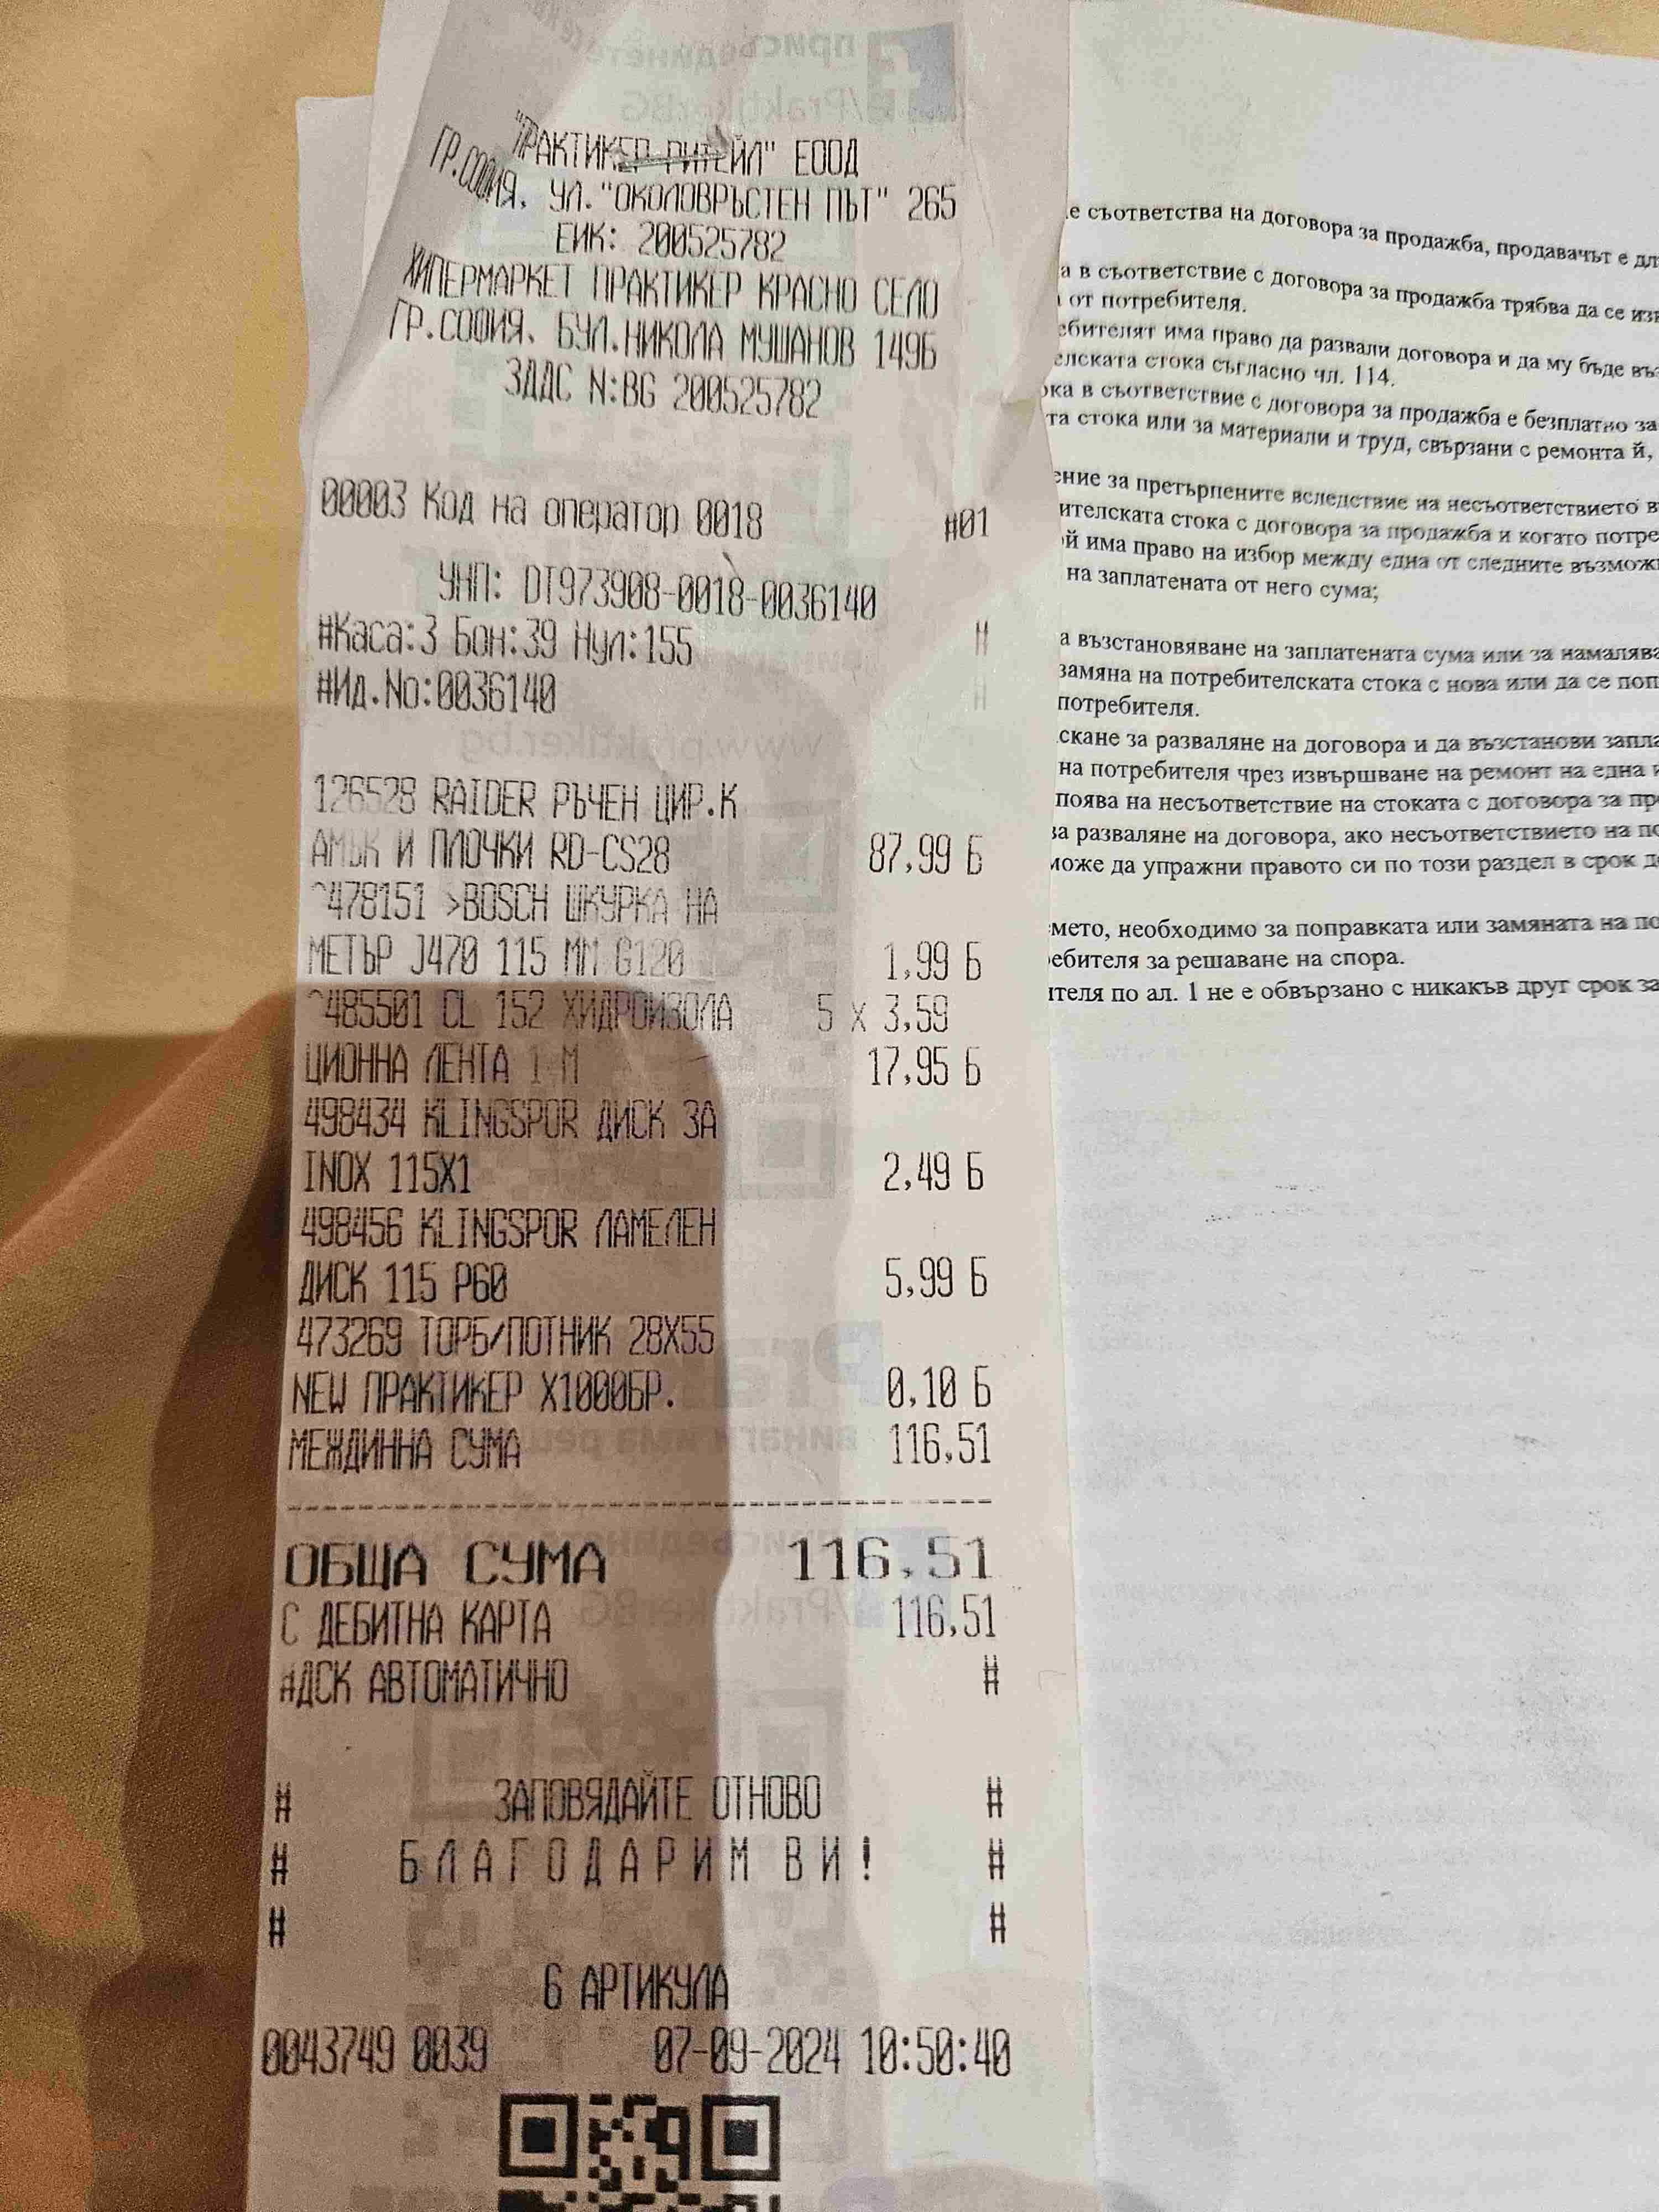 "ПРАКТИКЕР РИТЕЙЛ" ЕООД
ГР.СОФИЯ, УЛ."ОКОЛОВРЪСТЕН ПЪТ" 265
ЕИК: 200525782
ХИПЕРМАРКЕТ ПРАКТИКЕР КРАСНО СЕЛО
ГР.СОФИЯ, БУЛ.НИКОЛА МУШАНОВ 149Б
ЗДДС N:BG 200525782
00003 Код на оператор 0018 #01
УНП: DT973908-0018-0036140
#Каса:3 Бон:39 Нул:155 #
#Ид.No:0036140 #
126528 RAIDER РЪЧЕН ЦИР.К
АМЪК И ПЛОЧКИ RD-CS28 87,99 Б
^478151 >BOSCH ШКУРКА НА
МЕТЪР J470 115 ММ G120 1,99 Б
^485501 CL 152 ХИДРОИЗОЛА 5 X 3,59
ЦИОННА ЛЕНТА 1 М 17,95 Б
498434 KLINGSPOR ДИСК ЗА
INOX 115X1 2,49 Б
498456 KLINGSPOR ЛАМЕЛЕН
ДИСК 115 P60 5,99 Б
473269 ТОРБ/ПОТНИК 28X55
NEW ПРАКТИКЕР X1000БР. 0,10 Б
МЕЖДИННА СУМА 116,51
ОБЩА СУМА 116,51
С ДЕБИТНА КАРТА 116,51
#ДСК АВТОМАТИЧНО #
# ЗАПОВЯДАЙТЕ ОТНОВО #
# БЛАГОДАРИМ ВИ! #
# #
6 АРТИКУЛА
0043749 0039 07-09-2024 10:50:40
е съответства на договора за продажба, продавачът е
а в съответствие с договора за продажба трябва да се
от потребителя.
ебителят има право да развали договора и да му бъде
елската стока съгласно чл. 114.
ока в съответствие с договора за продажба е безплатно за
та стока или за материали и труд, свързани с ремонта й,
ение за претърпените вследствие на несъответствието
ителската стока с договора за продажба и когато
ой има право на избор между една от следните
на заплатената от него сума;
а възстановяване на заплатената сума или за
замяна на потребителската стока с нова или да се
потребителя.
скане за разваляне на договора и да възстанови
на потребителя чрез извършване на ремонт на една
поява на несъответствие на стоката с договора за
за разваляне на договора, ако несъответствието на
може да упражни правото си по този раздел в срок
мето, необходимо за поправката или замяната на
ебителя за решаване на спора.
ителя по ал. 1 не е обвързано с никакъв друг срок за